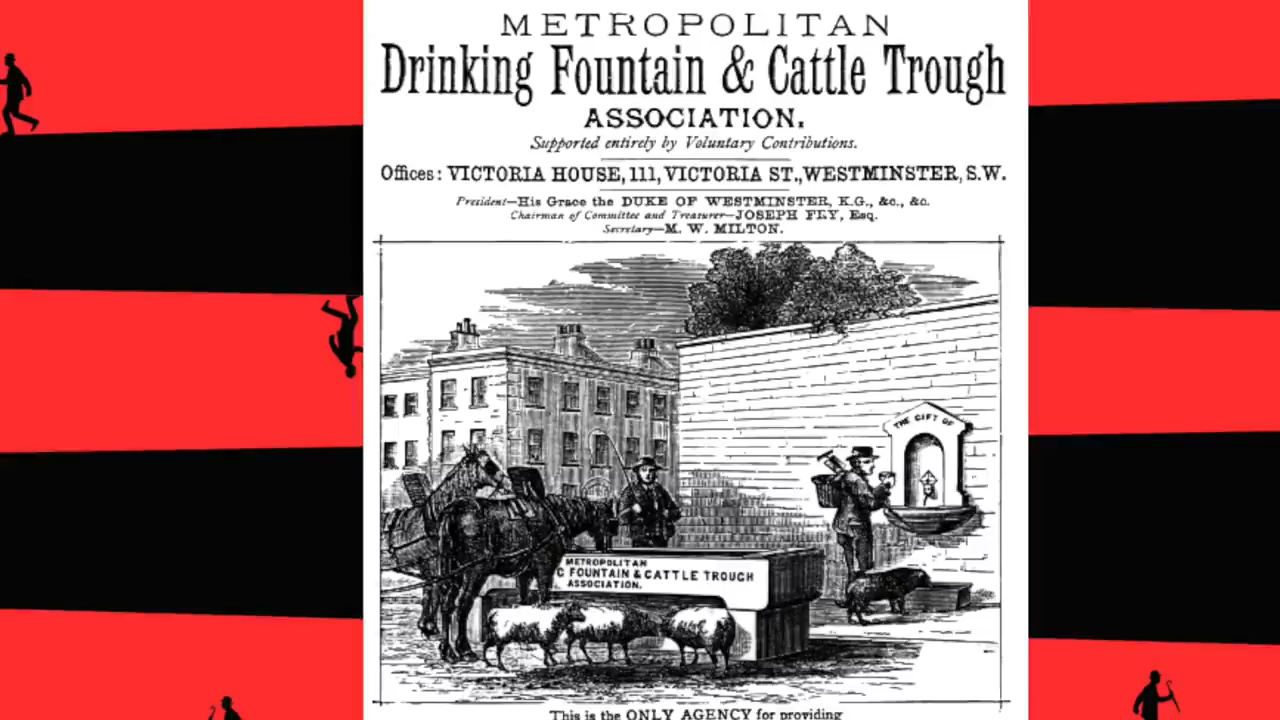 METROPOLITAN
Drinking Fountain & Cattle Trough
ASSOCIATION.
Supported entirely by Voluntary Contributions.
Offices: VICTORIA HOUSE, 111, VICTORIA ST., WESTMINSTER, S.W.
President—His Grace the DUKE OF WESTMINSTER, K.G., &c., &c.
Chairman of Committee and Treasurer—JOSEPH FRY, Esq.
Secretary—M. W. MILTON.
THE GIFT OF
METROPOLITAN
G FOUNTAIN & CATTLE TROUGH
ASSOCIATION.
This is the ONLY AGENCY for providing